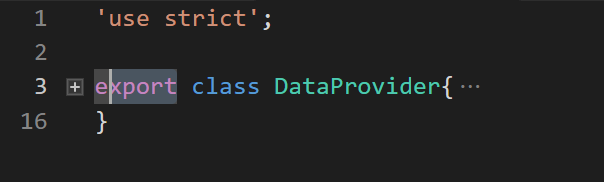 1 'use strict';
2
3 export class DataProvider{ ···
16 }